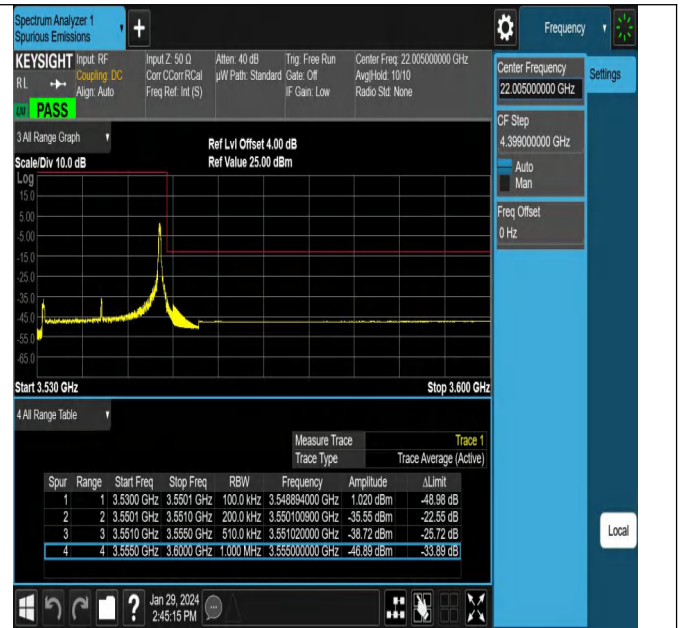 Spectrum Analyzer 1
Spurious Emissions
Frequency
KEYSIGHT
RL
Input: RF
Coupling: DC
Align: Auto
Input Z: 50 Ω
Corr CCorr RCal
Freq Ref: Int (S)
Atten: 40 dB
µW Path: Standard
Trig: Free Run
Gate: Off
IF Gain: Low
Center Freq: 22.005000000 GHz
Avg|Hold: 10/10
Radio Std: None
PASS
Center Frequency
22.005000000 GHz
Settings
CF Step
4.399000000 GHz
Auto
Man
Freq Offset
0 Hz
3 All Range Graph
Scale/Div 10.0 dB
Ref Lvl Offset 4.00 dB
Ref Value 25.00 dBm
Log
15.0
5.00
-5.00
-15.0
-25.0
-35.0
-45.0
-55.0
-65.0
Start 3.530 GHz
Stop 3.600 GHz
4 All Range Table
Measure Trace Trace 1
Trace Type Trace Average (Active)
Spur Range Start Freq Stop Freq RBW Frequency Amplitude ΔLimit
1 1 3.5300 GHz 3.5501 GHz 100.0 kHz 3.548894000 GHz 1.020 dBm -48.98 dB
2 2 3.5501 GHz 3.5510 GHz 200.0 kHz 3.550100900 GHz -35.55 dBm -22.55 dB
3 3 3.5510 GHz 3.5550 GHz 510.0 kHz 3.551020000 GHz -38.72 dBm -25.72 dB
4 4 3.5550 GHz 3.6000 GHz 1.000 MHz 3.555000000 GHz -46.89 dBm -33.89 dB
Local
Jan 29, 2024
2:45:15 PM